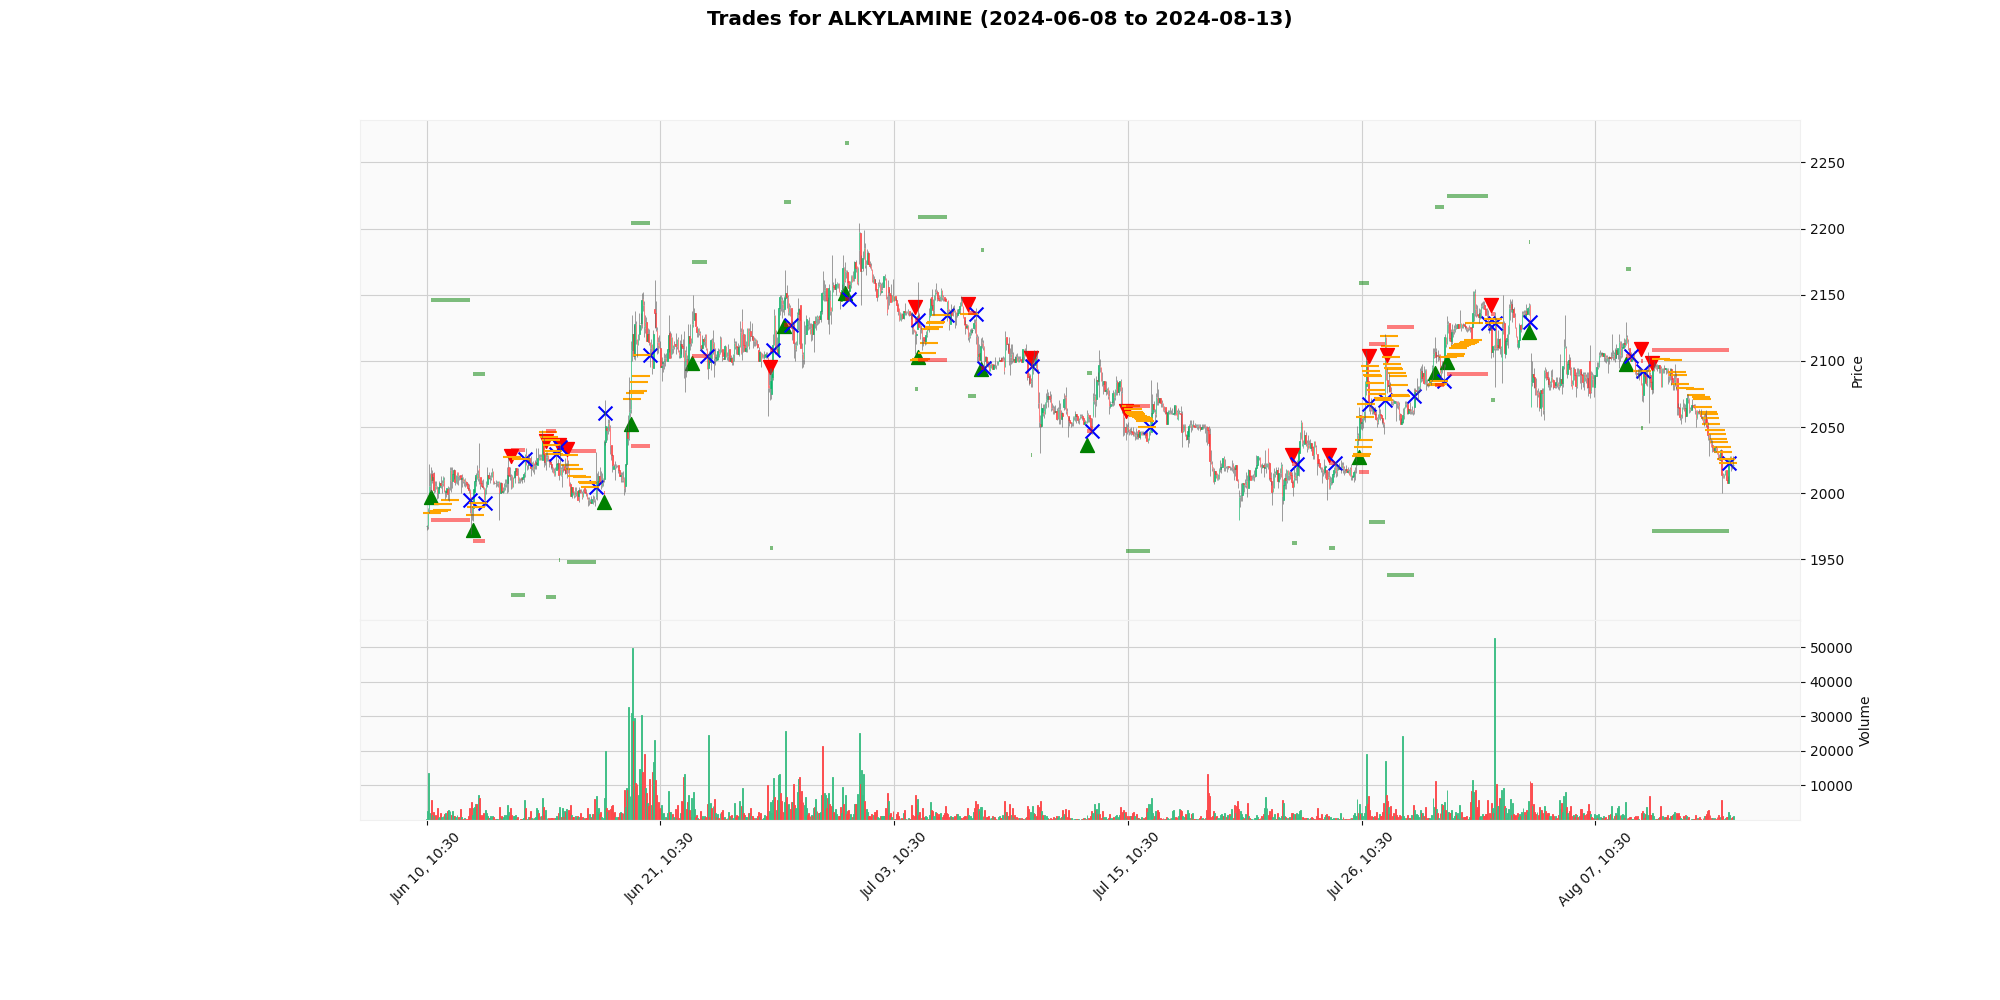 Trades for ALKYLAMINE (2024-06-08 to 2024-08-13)
2250
2200
2150
2100
2050
2000
1950
Price
50000
40000
30000
20000
10000
Volume
Jun 10, 10:30
Jun 21, 10:30
Jul 03, 10:30
Jul 15, 10:30
Jul 26, 10:30
Aug 07, 10:30